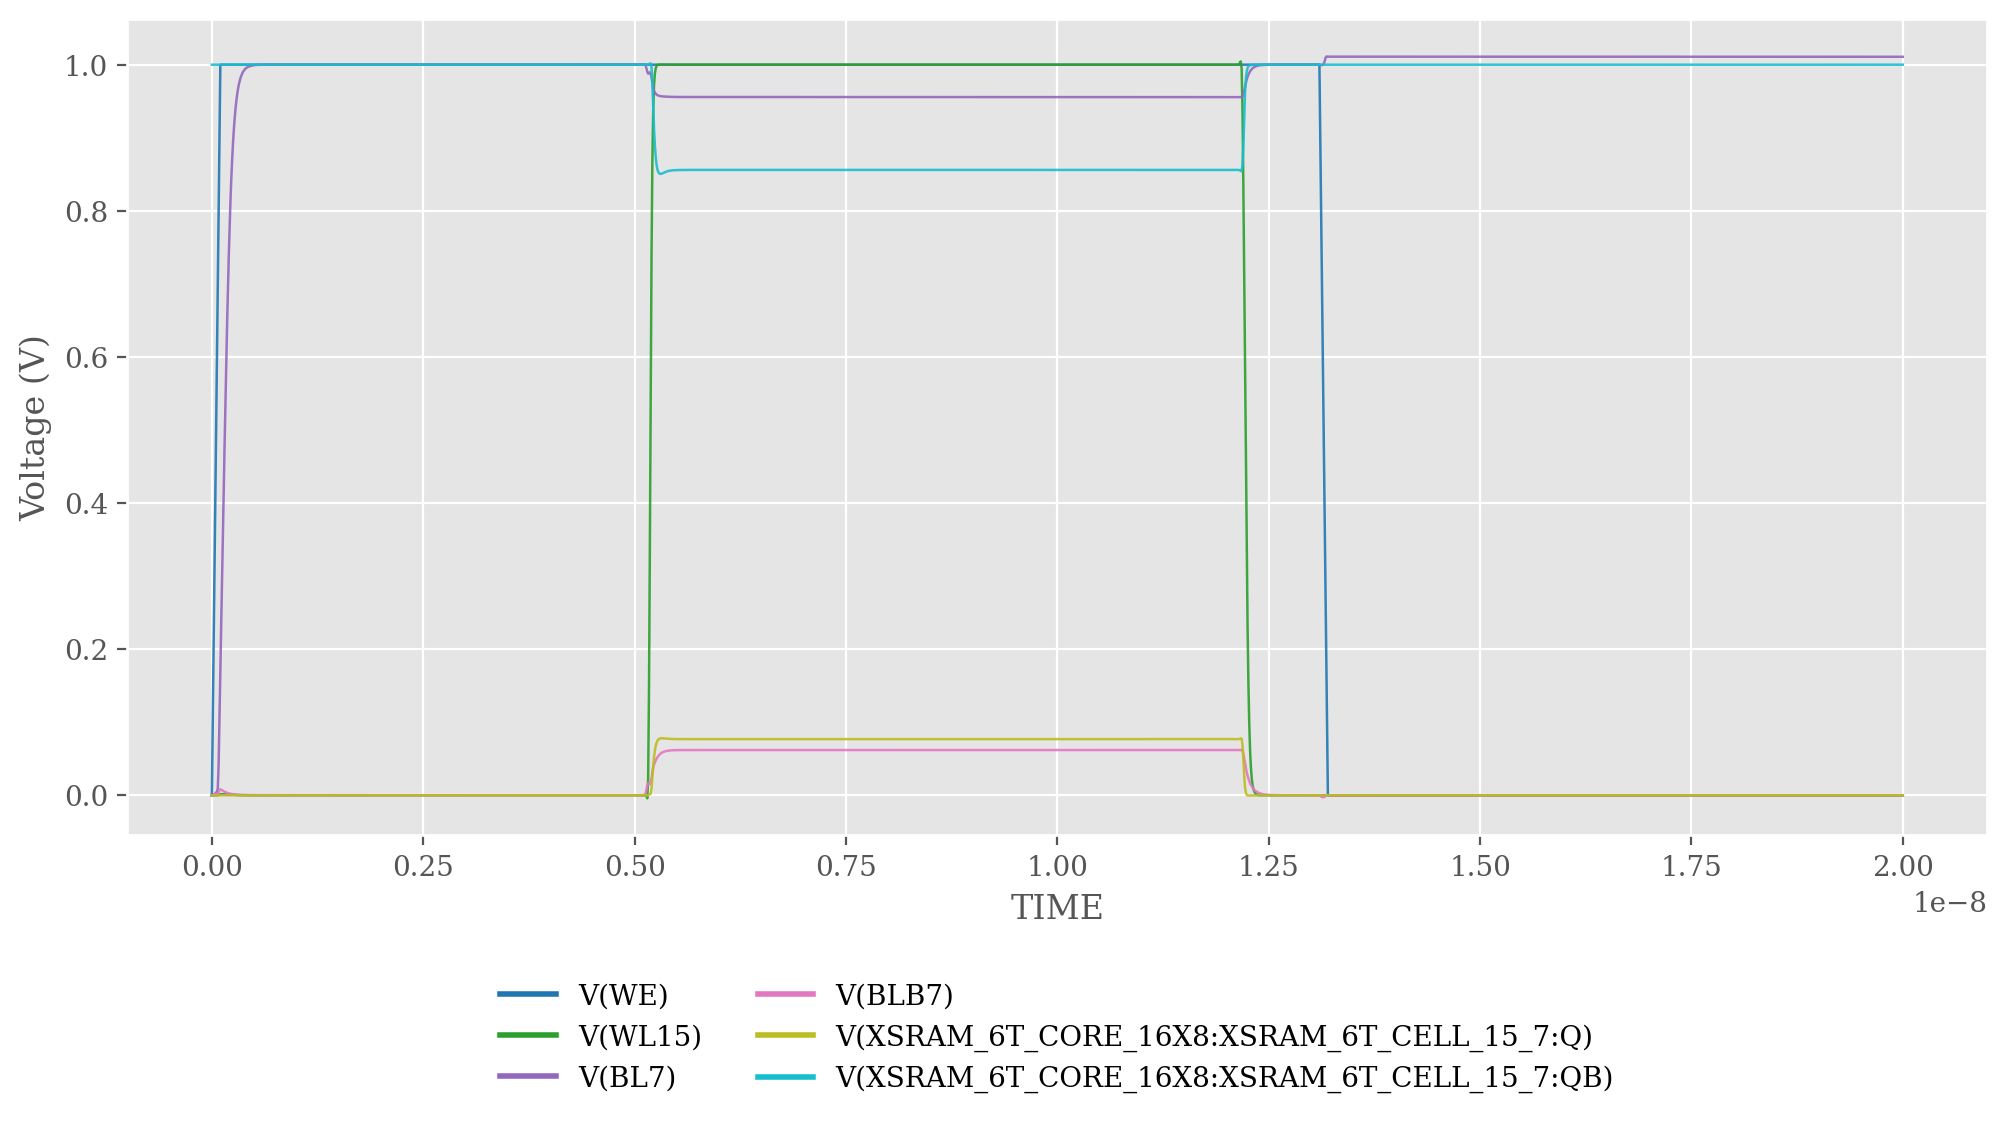 1.0
0.8
0.6
0.4
0.2
0.0
Voltage (V)
0.00 0.25 0.50 0.75 1.00 1.25 1.50 1.75 2.00
TIME
1e−8
V(WE)
V(WL15)
V(BL7)
V(BLB7)
V(XSRAM_6T_CORE_16X8:XSRAM_6T_CELL_15_7:Q)
V(XSRAM_6T_CORE_16X8:XSRAM_6T_CELL_15_7:QB)